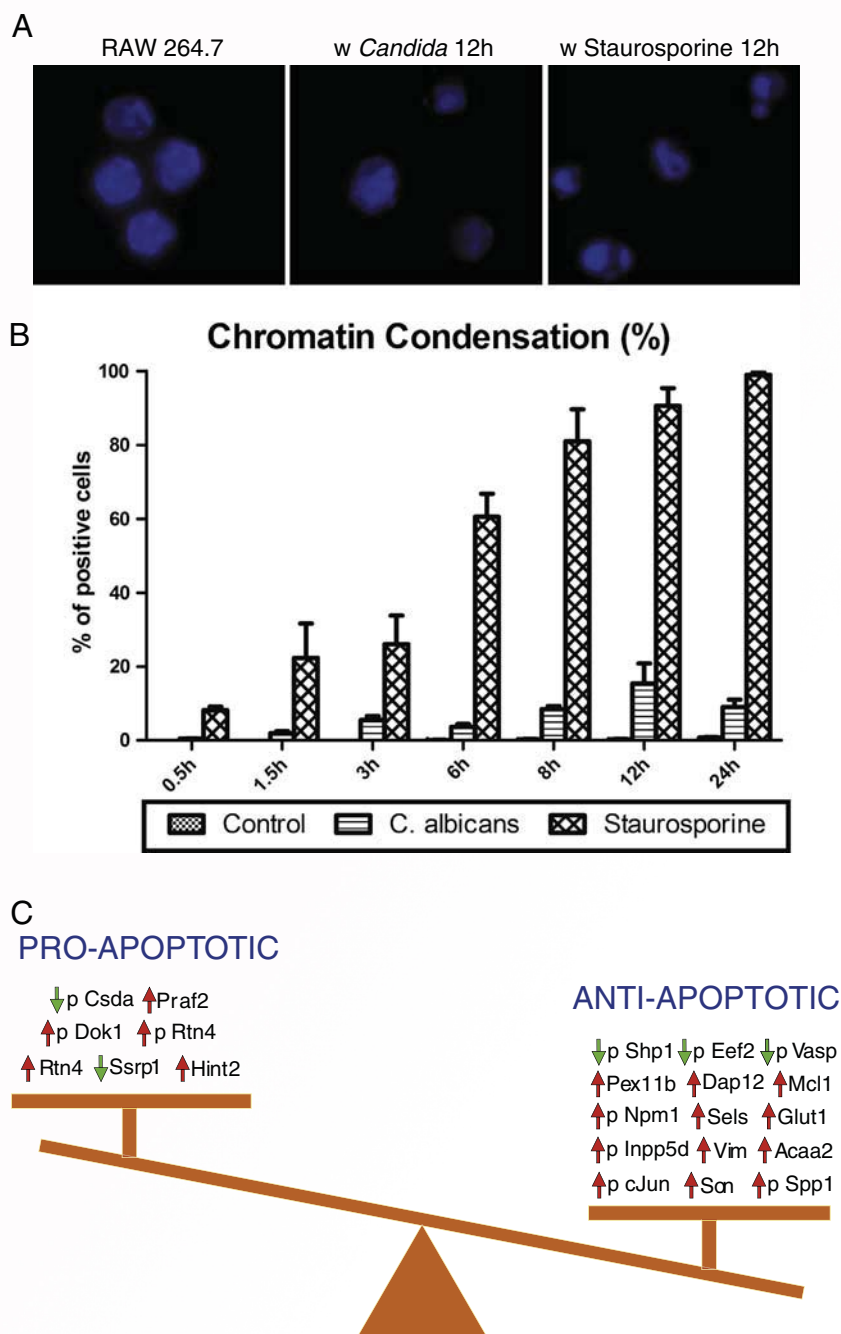 A
RAW 264.7
w Candida 12h
w Staurosporine 12h
B
Chromatin Condensation (%)
% of positive cells
100
80
60
40
20
0
0.5h
1.5h
3h
6h
8h
12h
24h
Control
C. albicans
Staurosporine
C
PRO-APOPTOTIC
p Csda Praf2
p Dok1 p Rtn4
Rtn4 Ssrp1 Hint2
ANTI-APOPTOTIC
p Shp1 p Eef2 p Vasp
Pex11b Dap12 Mcl1
p Npm1 Sels Glut1
p Inpp5d Vim Acaa2
p cJun Son p Spp1